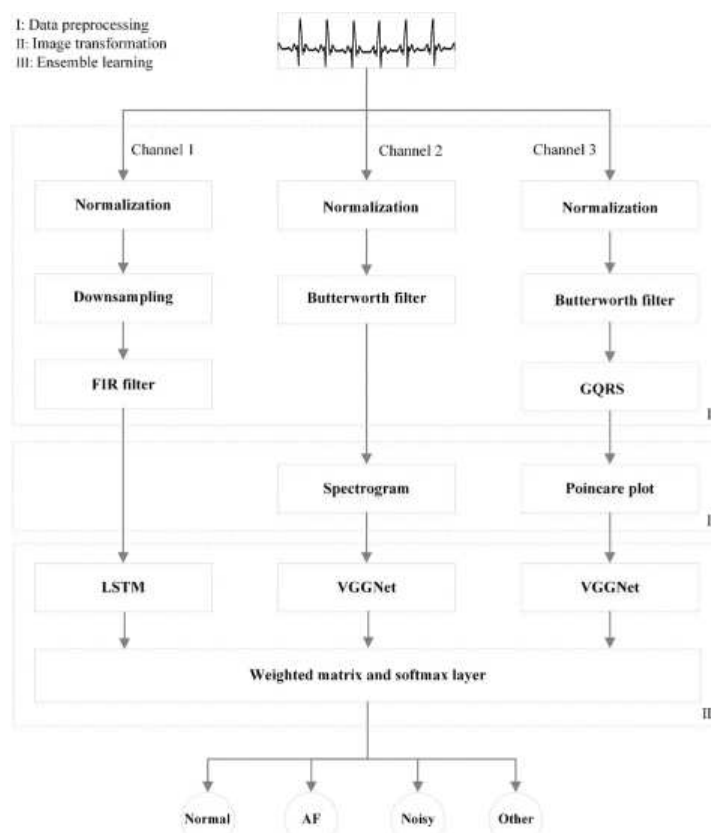 I: Data preprocessing
II: Image transformation
III: Ensemble learning
Channel 1
Channel 2
Channel 3
Normalization
Normalization
Normalization
Downsampling
Butterworth filter
Butterworth filter
FIR filter
GQRS
I
Spectrogram
Poincare plot
I
LSTM
VGGNet
VGGNet
Weighted matrix and softmax layer
II
Normal
AF
Noisy
Other